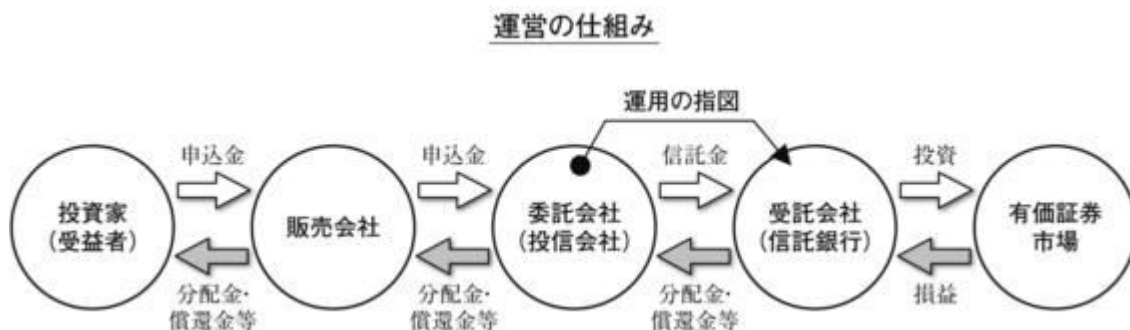 運営の仕組み
運用の指図
申込金
申込金
信託金
投資
投資家
（受益者）
販売会社
委託会社
（投信会社）
受託会社
（信託銀行）
有価証券
市場
分配金・
償還金等
分配金・
償還金等
分配金・
償還金等
損益